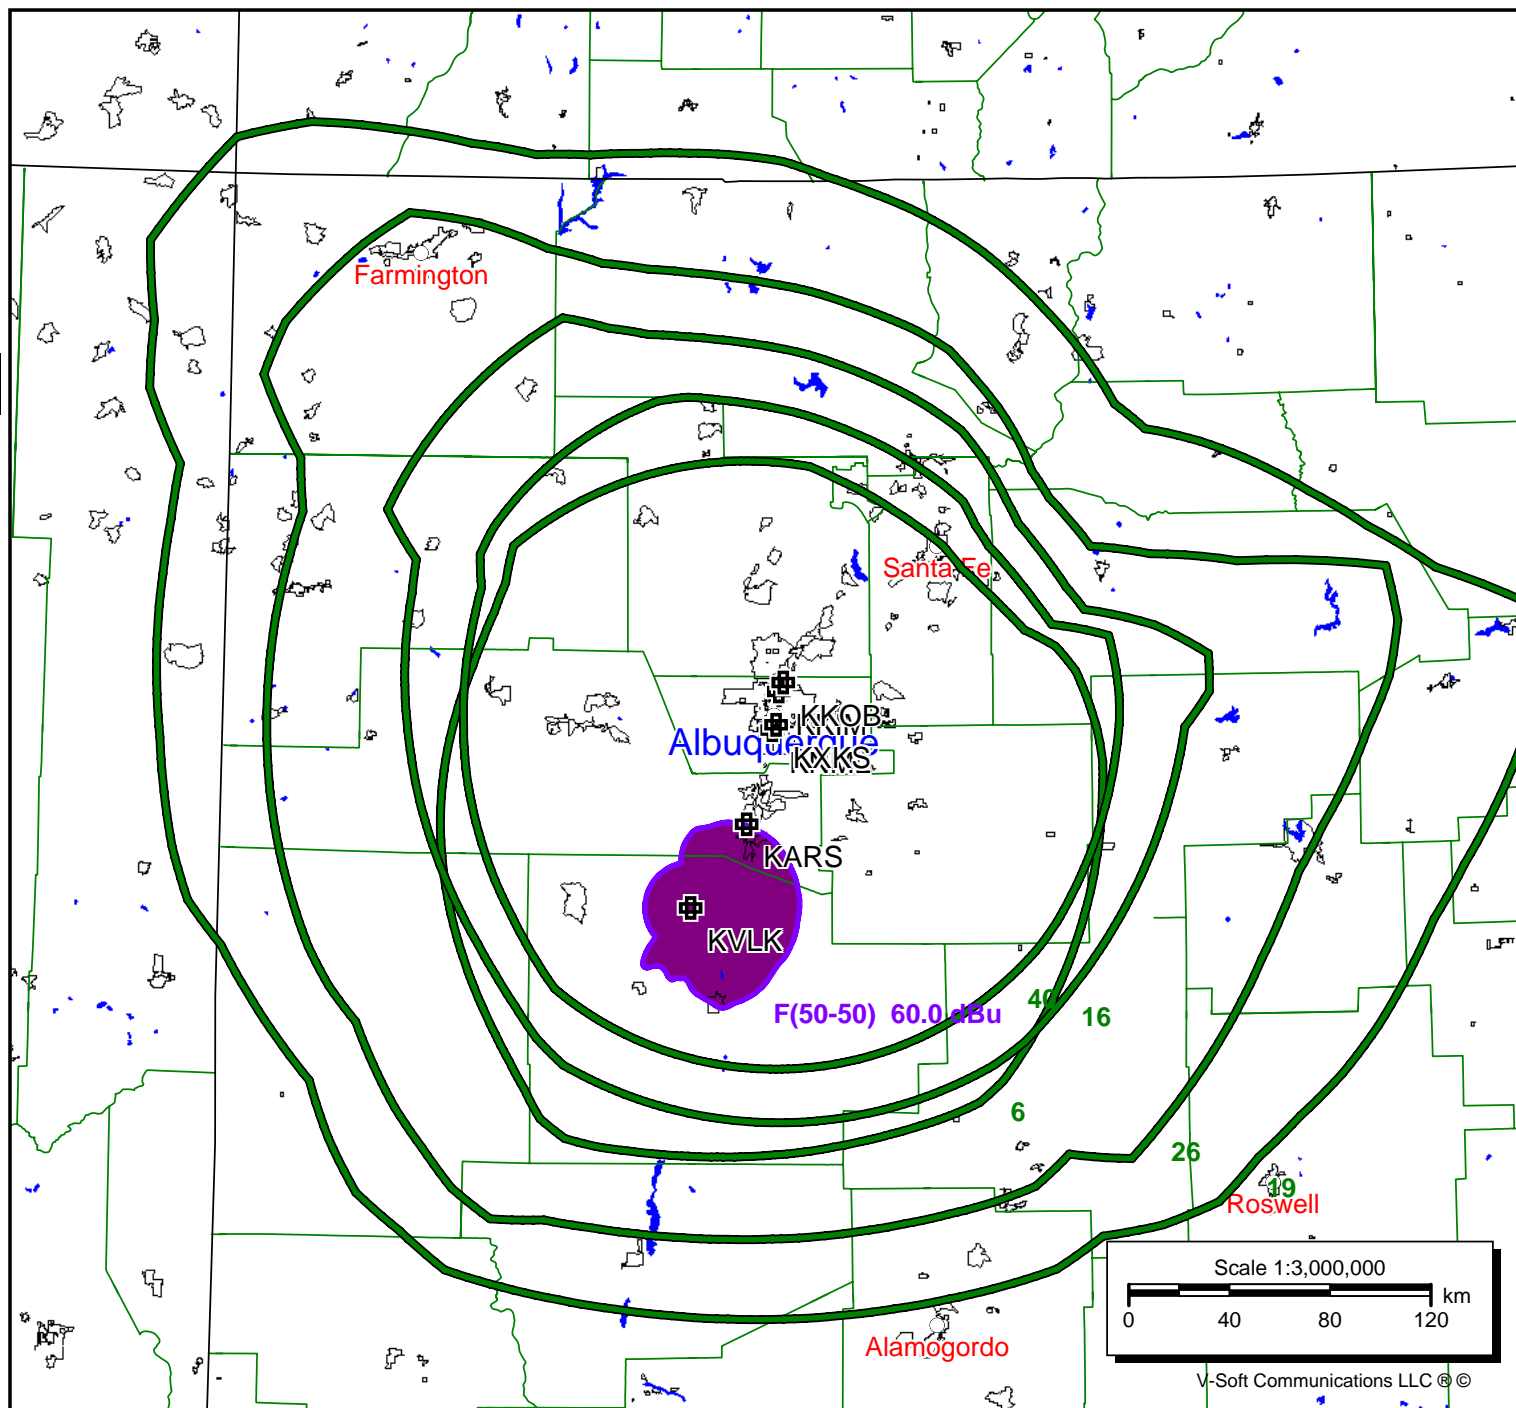 Farmington
Santa Fe
KKOB
Albuquerque
KXKS
KARS
KVLK
F(50-50) 60.0 dBu
40
16
6
26
19
Roswell
Scale 1:3,000,000
km
0 40 80 120
Alamogordo
V-Soft Communications LLC ® ©